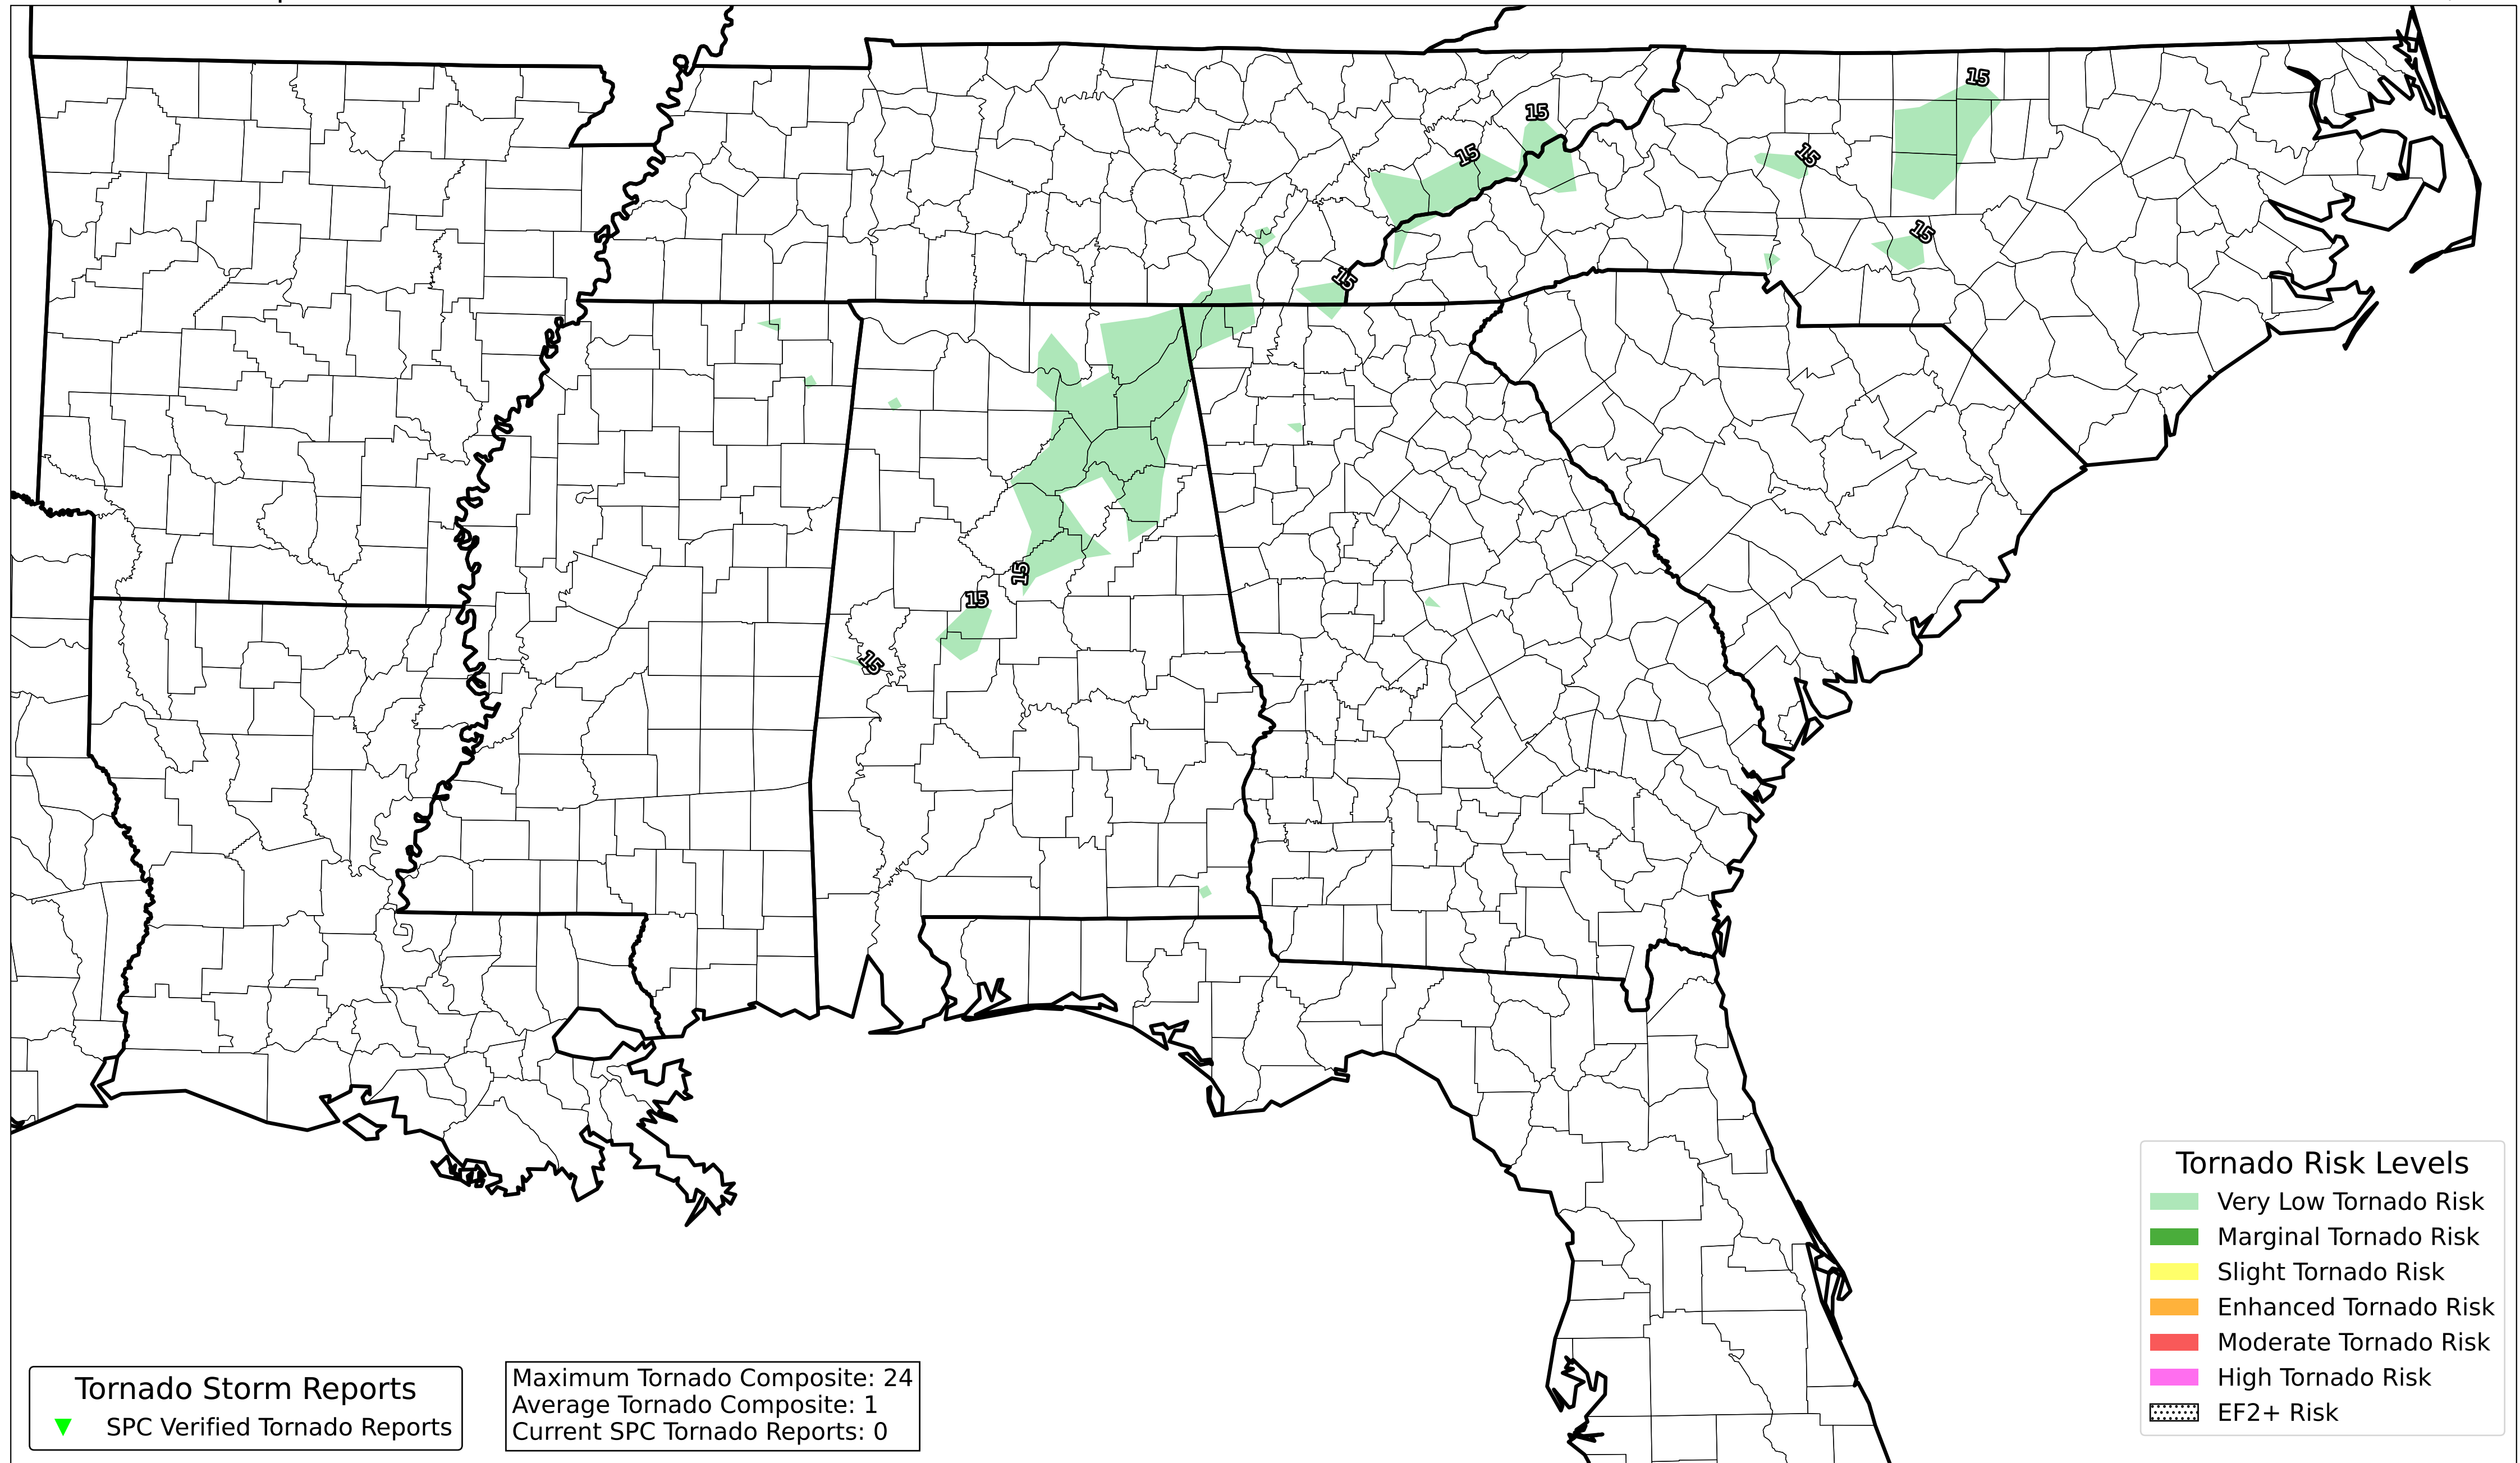 15
15
15
15
15
15
15
15
15
Tornado Risk Levels
Very Low Tornado Risk
Marginal Tornado Risk
Slight Tornado Risk
Enhanced Tornado Risk
Moderate Tornado Risk
High Tornado Risk
EF2+ Risk
Tornado Storm Reports
SPC Verified Tornado Reports
Maximum Tornado Composite: 24
Average Tornado Composite: 1
Current SPC Tornado Reports: 0